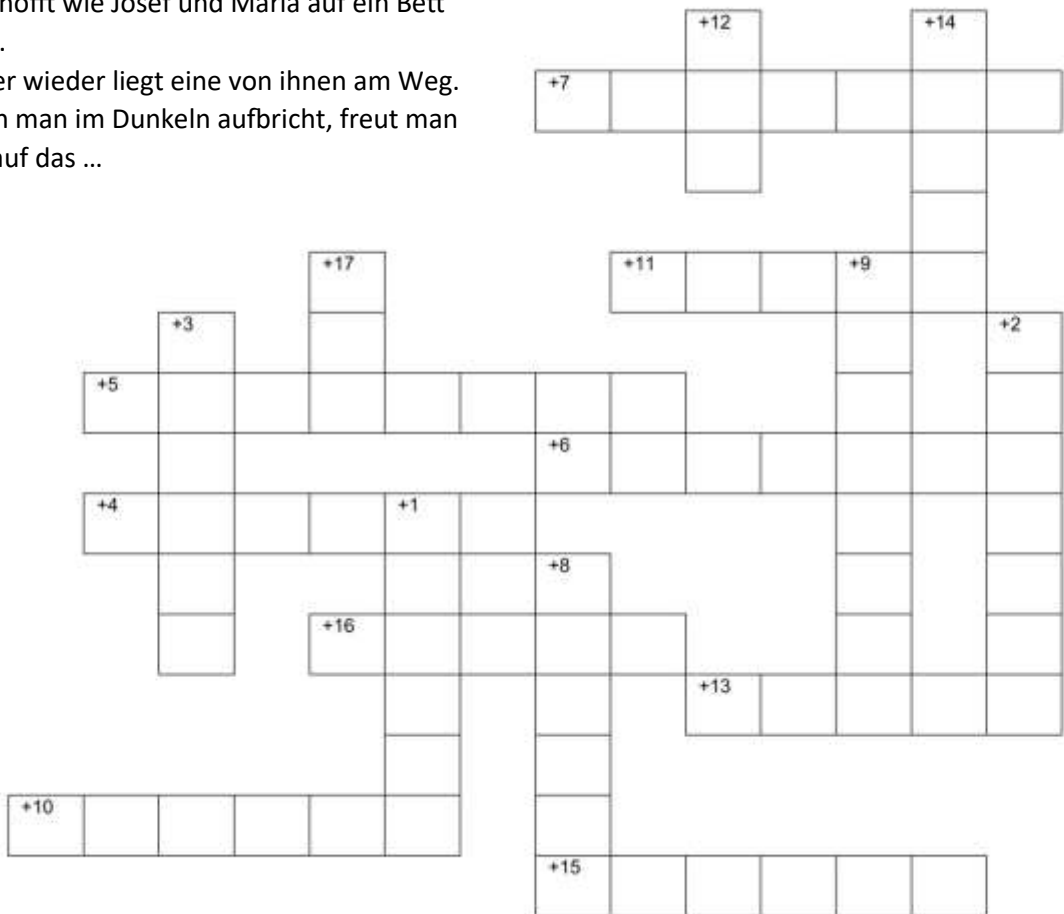 hofft wie Josef und Maria auf ein Bett
.
er wieder liegt eine von ihnen am Weg.
n man im Dunkeln aufbricht, freut man
auf das …
+12 +14
+7
+17 +11 +9
+3 +2
+5
+6
+4 +1
+8
+16
+13
+10
+15